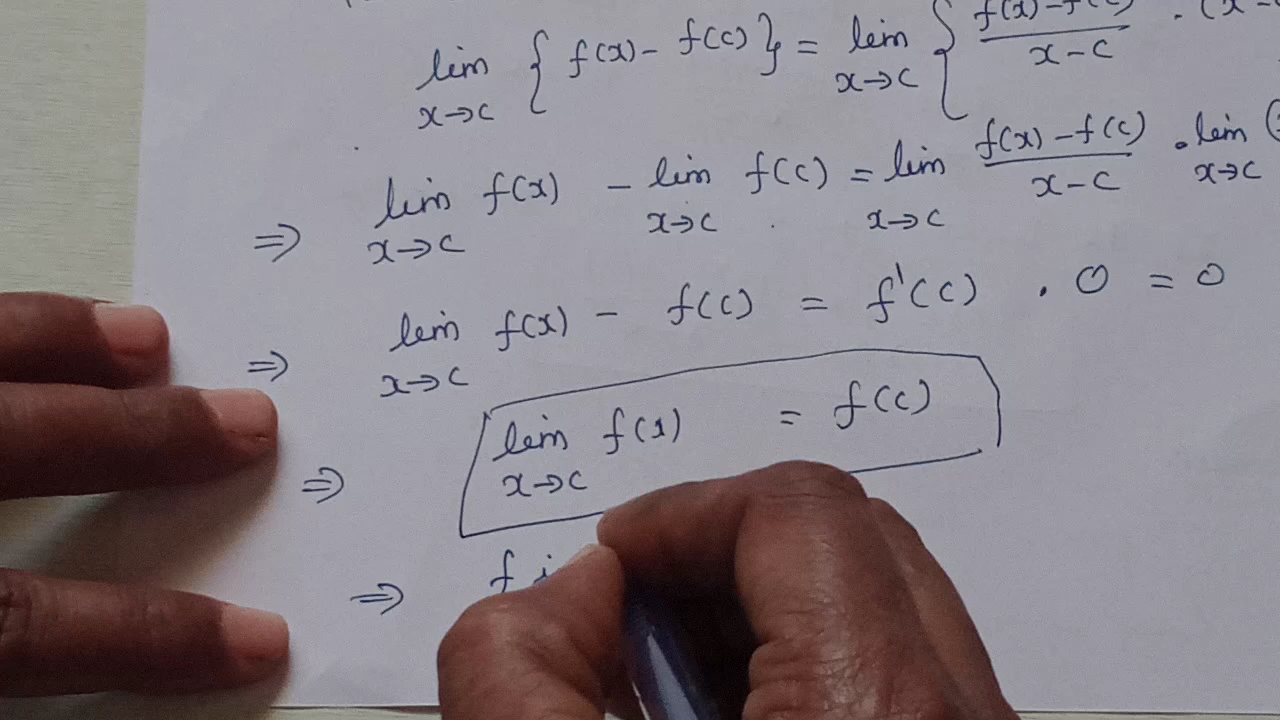 lim x→c { f(x) - f(c) } = lim x→c { f(x)-f(c) / x-c · (x-
⇒ lim x→c f(x) - lim x→c f(c) = lim x→c f(x)-f(c) / x-c · lim x→c (
⇒ lim x→c f(x) - f(c) = f'(c) · 0 = 0
⇒ lim x→c f(x) = f(c)
⇒ f